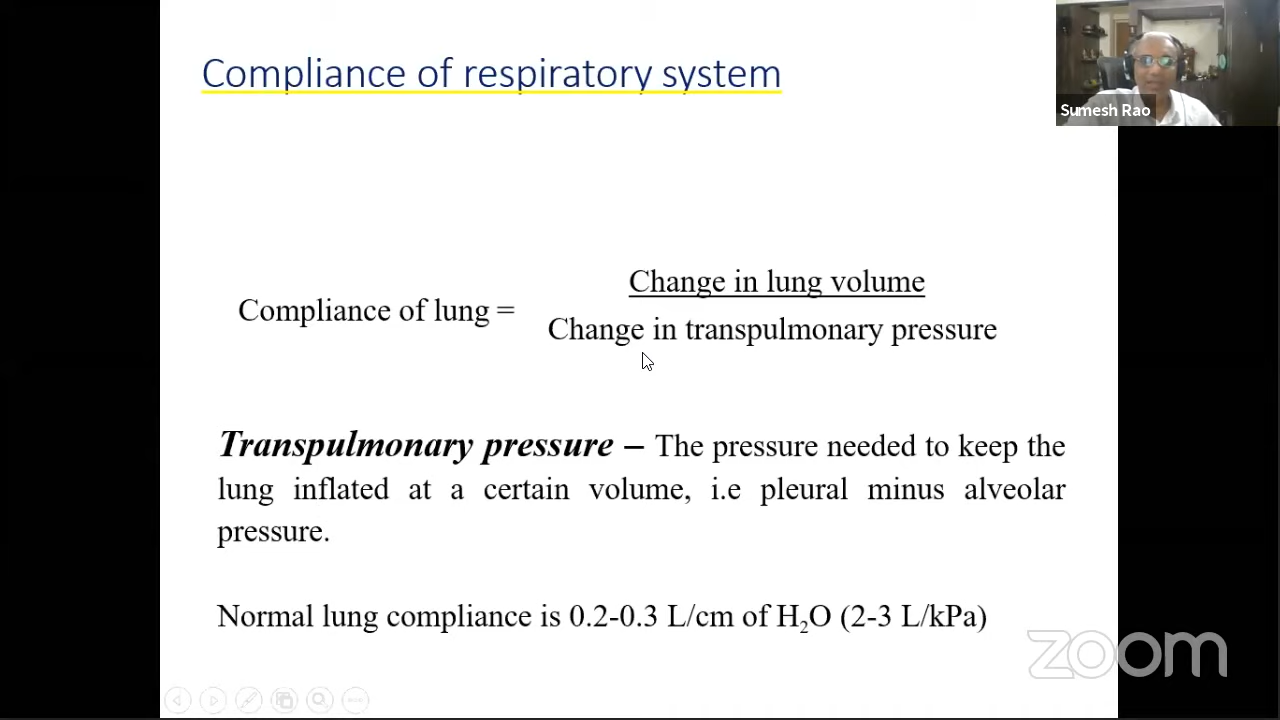 Compliance of respiratory system
Sumesh Rao
Change in lung volume
Compliance of lung =
Change in transpulmonary pressure
Transpulmonary pressure – The pressure needed to keep the
lung inflated at a certain volume, i.e pleural minus alveolar
pressure.
Normal lung compliance is 0.2-0.3 L/cm of H₂O (2-3 L/kPa)
zoom